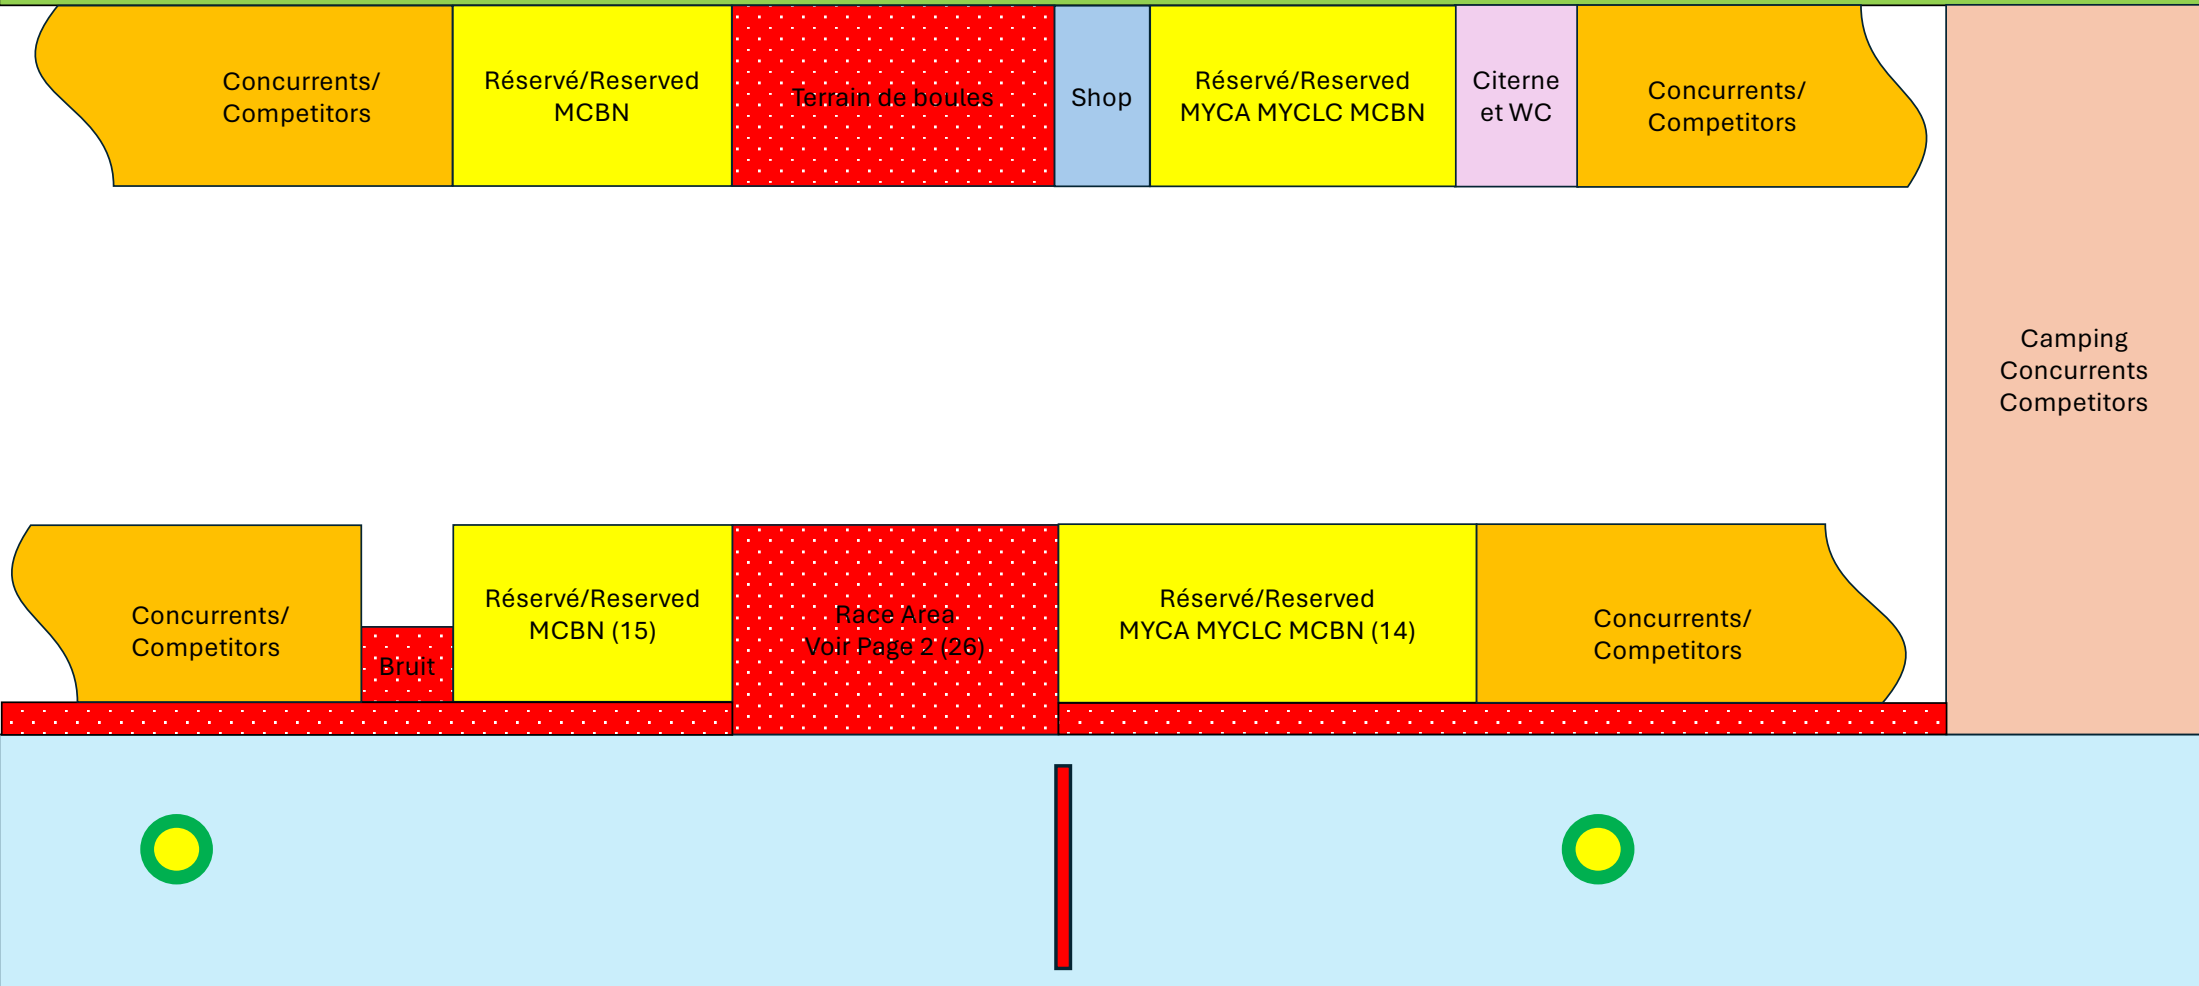 Concurrents/
Competitors
Réservé/Reserved
MCBN
Terrain de boules
Shop
Réservé/Reserved
MYCA MYCLC MCBN
Citerne
et WC
Concurrents/
Competitors
Camping
Concurrents
Competitors
Concurrents/
Competitors
Bruit
Réservé/Reserved
MCBN (15)
Race Area
Voir Page 2 (26)
Réservé/Reserved
MYCA MYCLC MCBN (14)
Concurrents/
Competitors